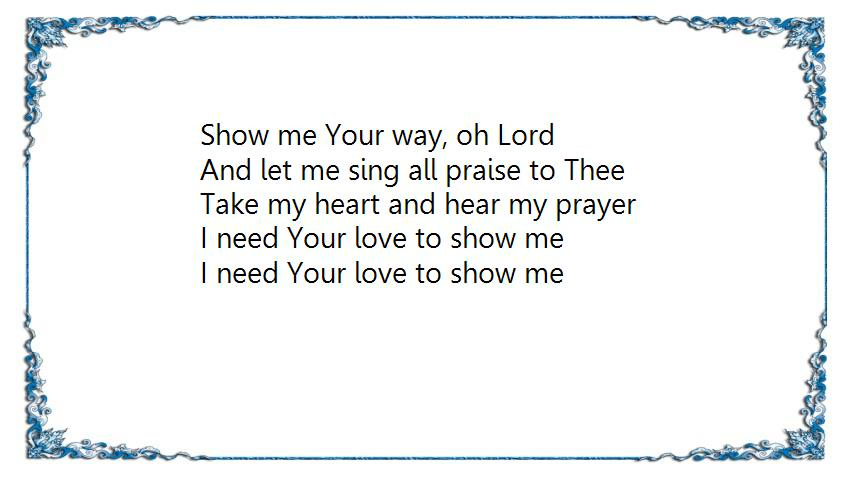 Show me Your way, oh Lord
And let me sing all praise to Thee
Take my heart and hear my prayer
I need Your love to show me
I need Your love to show me